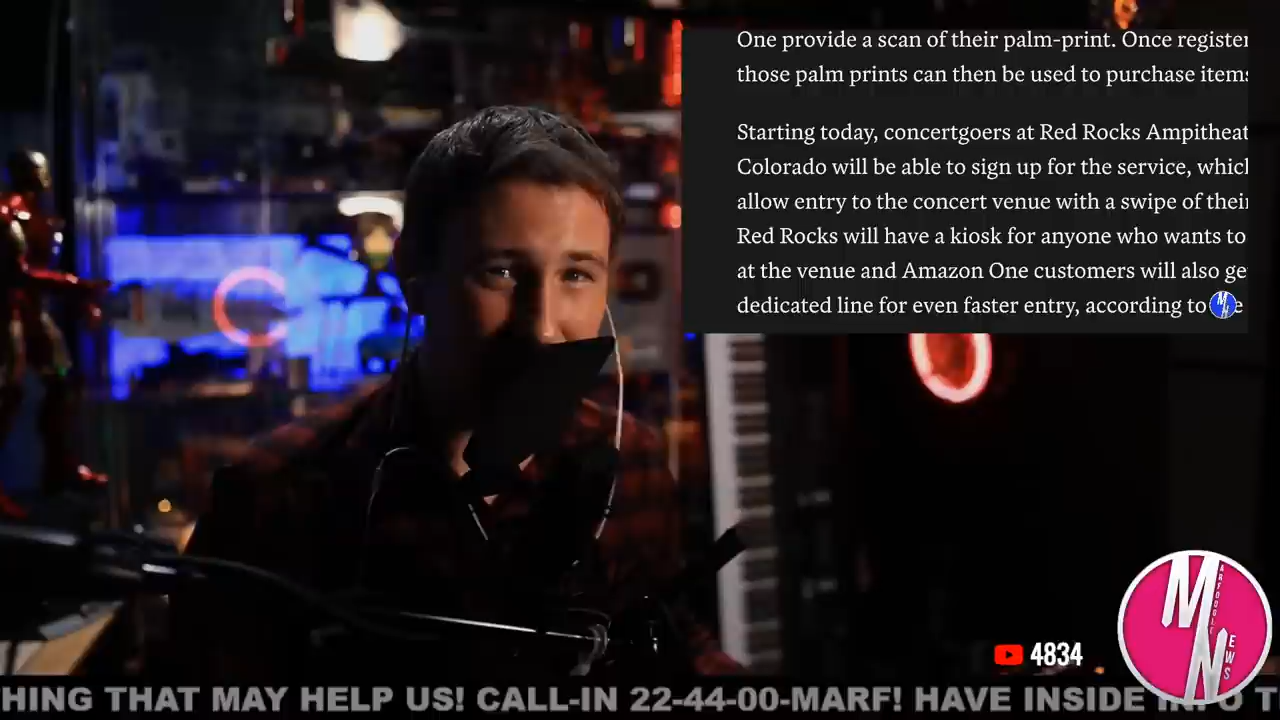 One provide a scan of their palm-print. Once register
those palm prints can then be used to purchase items
Starting today, concertgoers at Red Rocks Ampitheat
Colorado will be able to sign up for the service, which
allow entry to the concert venue with a swipe of their
Red Rocks will have a kiosk for anyone who wants to
at the venue and Amazon One customers will also ge
dedicated line for even faster entry, according to
4834
MARFOOGLE
NEWS
HING THAT MAY HELP US! CALL-IN 22-44-00-MARF! HAVE INSIDE INFO T